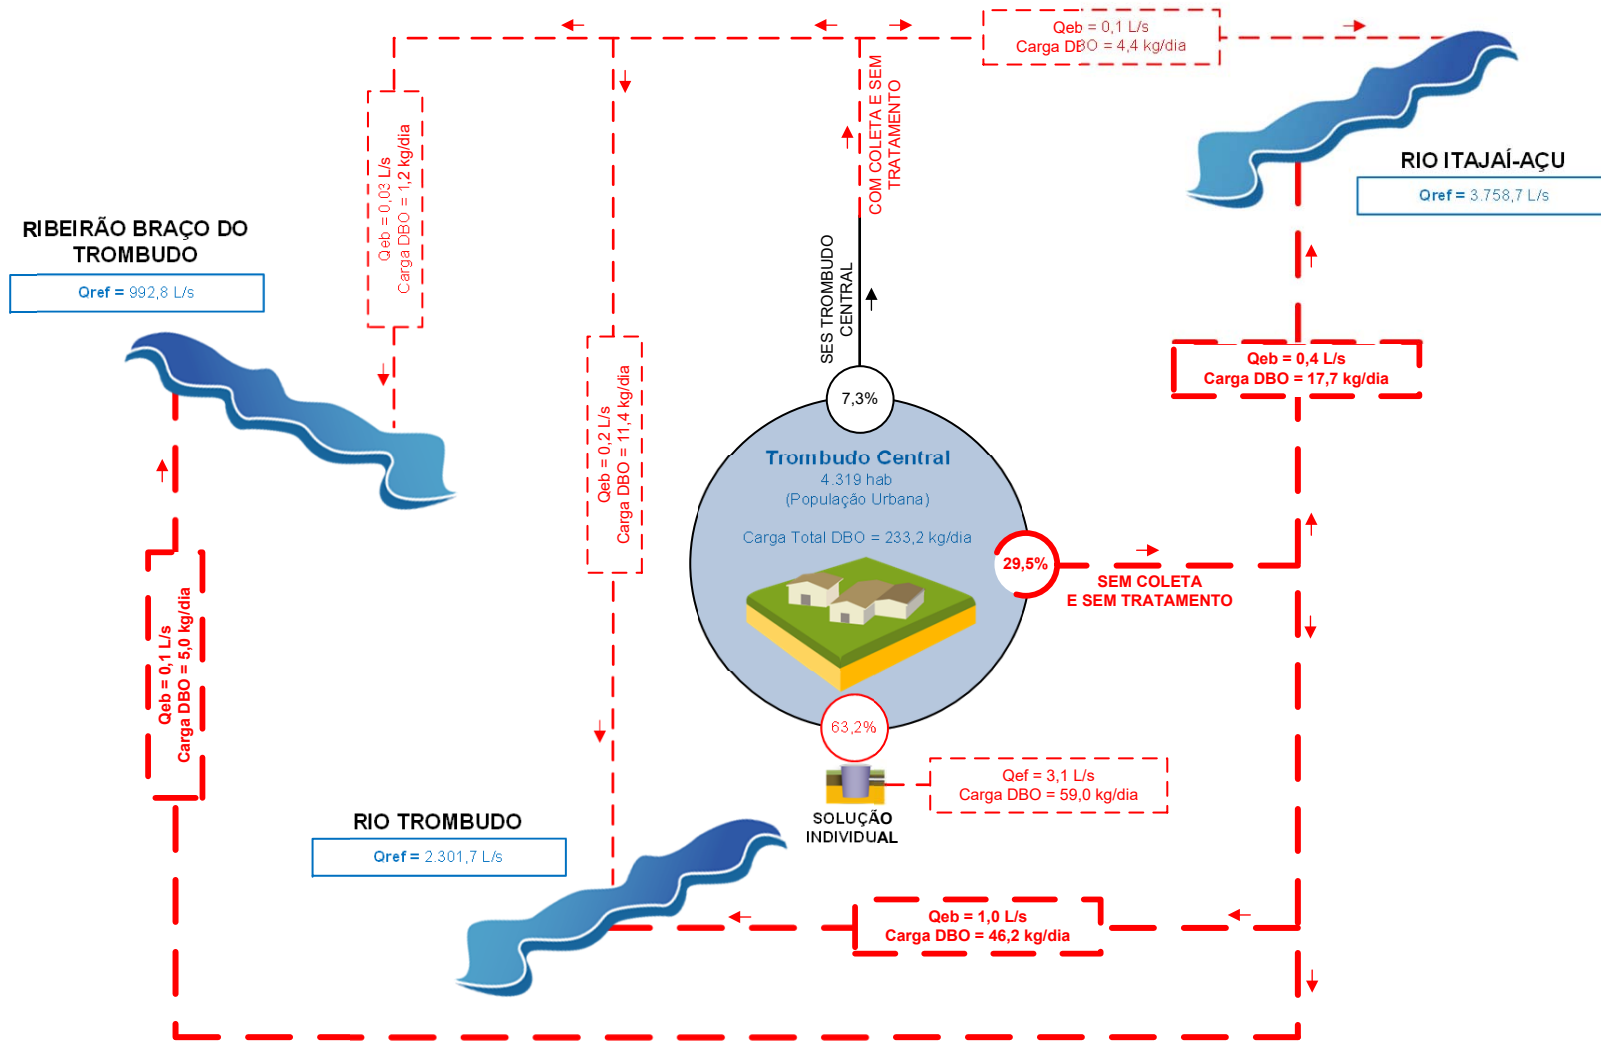 Qeb = 0,1 L/s
Carga DBO = 4,4 kg/dia
COM COLETA E SEM
TRATAMENTO
Qeb = 0,03 L/s
Carga DBO = 1,2 kg/dia
RIO ITAJAÍ-AÇU
Qref = 3.758,7 L/s
RIBEIRÃO BRAÇO DO
TROMBUDO
Qref = 992,8 L/s
SES TROMBUDO
CENTRAL
Qeb = 0,4 L/s
Carga DBO = 17,7 kg/dia
7,3%
Qeb = 0,2 L/s
Carga DBO = 11,4 kg/dia
Trombudo Central
4.319 hab
(População Urbana)
Carga Total DBO = 233,2 kg/dia
29,5%
SEM COLETA
E SEM TRATAMENTO
Qeb = 0,1 L/s
Carga DBO = 5,0 kg/dia
63,2%
Qef = 3,1 L/s
Carga DBO = 59,0 kg/dia
SOLUÇÃO
INDIVIDUAL
RIO TROMBUDO
Qref = 2.301,7 L/s
Qeb = 1,0 L/s
Carga DBO = 46,2 kg/dia